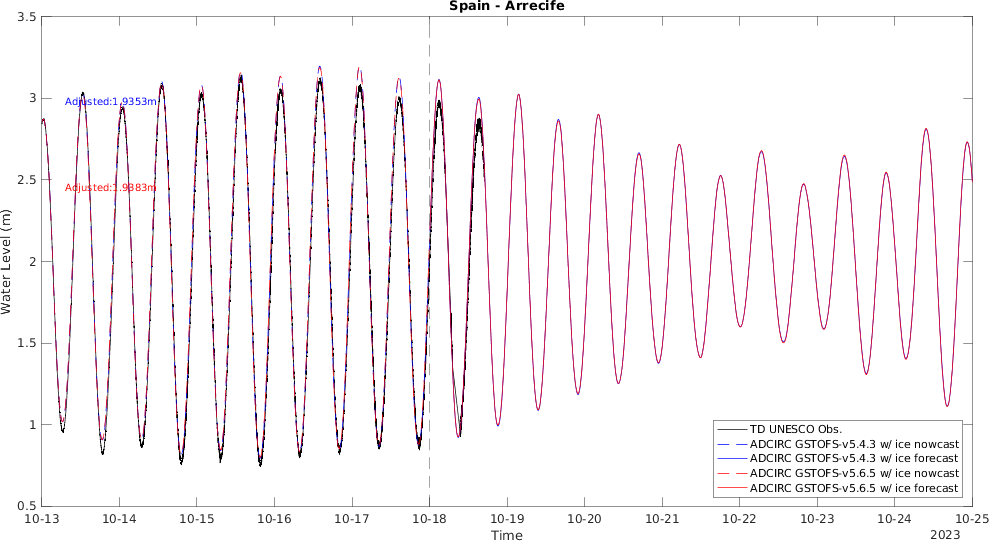 Spain - Arrecife
3.5
3
2.5
2
1.5
1
0.5
Water Level (m)
Adjusted:1.9353m
Adjusted:1.9383m
TD UNESCO Obs.
ADCIRC GSTOFS-v5.4.3 w/ ice nowcast
ADCIRC GSTOFS-v5.4.3 w/ ice forecast
ADCIRC GSTOFS-v5.6.5 w/ ice nowcast
ADCIRC GSTOFS-v5.6.5 w/ ice forecast
10-13 10-14 10-15 10-16 10-17 10-18 10-19 10-20 10-21 10-22 10-23 10-24 10-25
Time
2023